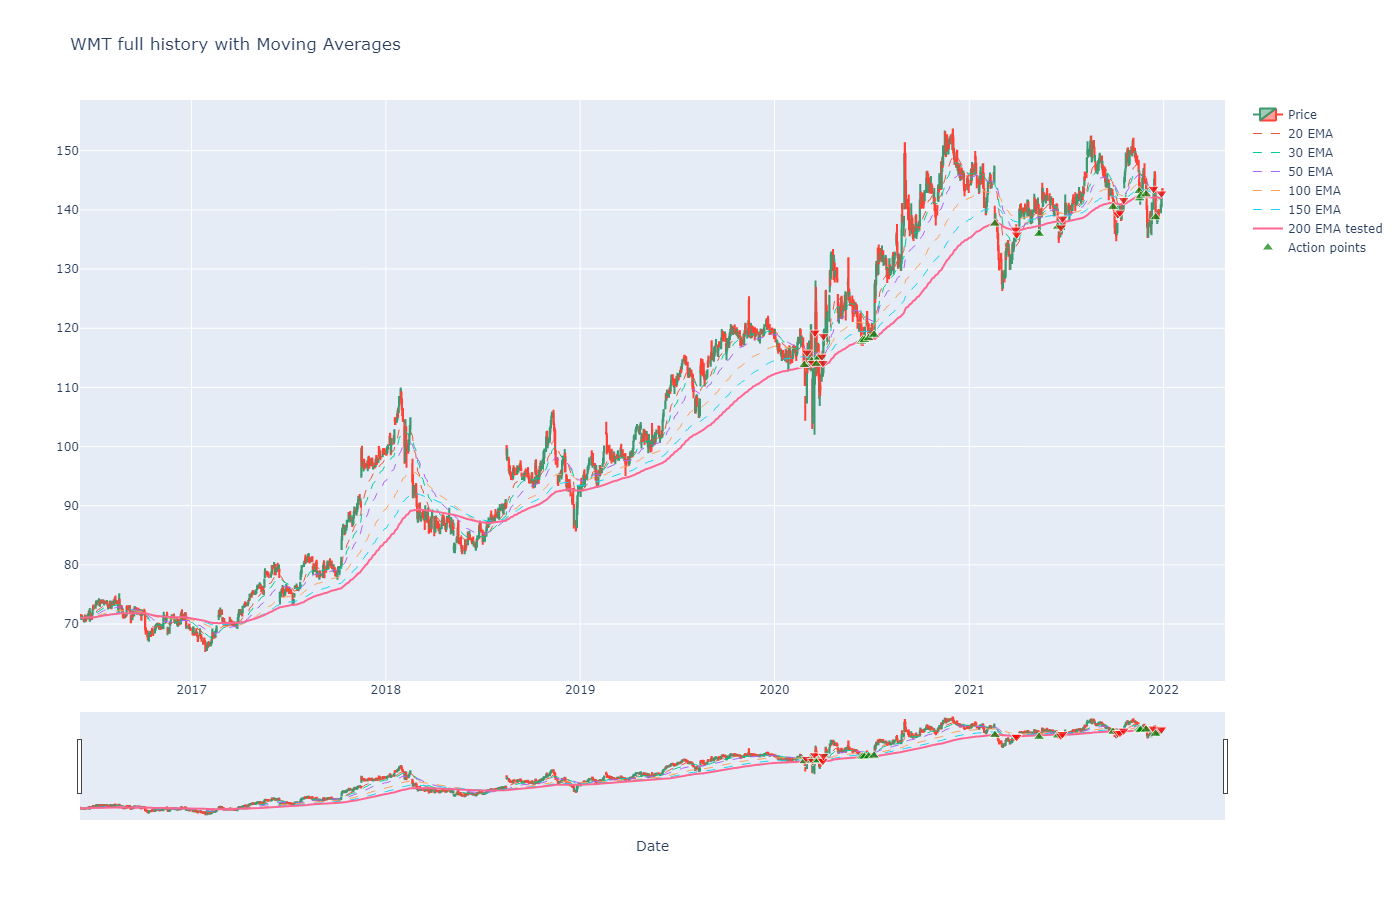 WMT full history with Moving Averages
Price
20 EMA
30 EMA
50 EMA
100 EMA
150 EMA
200 EMA tested
Action points
150
140
130
120
110
100
90
80
70
2017 2018 2019 2020 2021 2022
Date